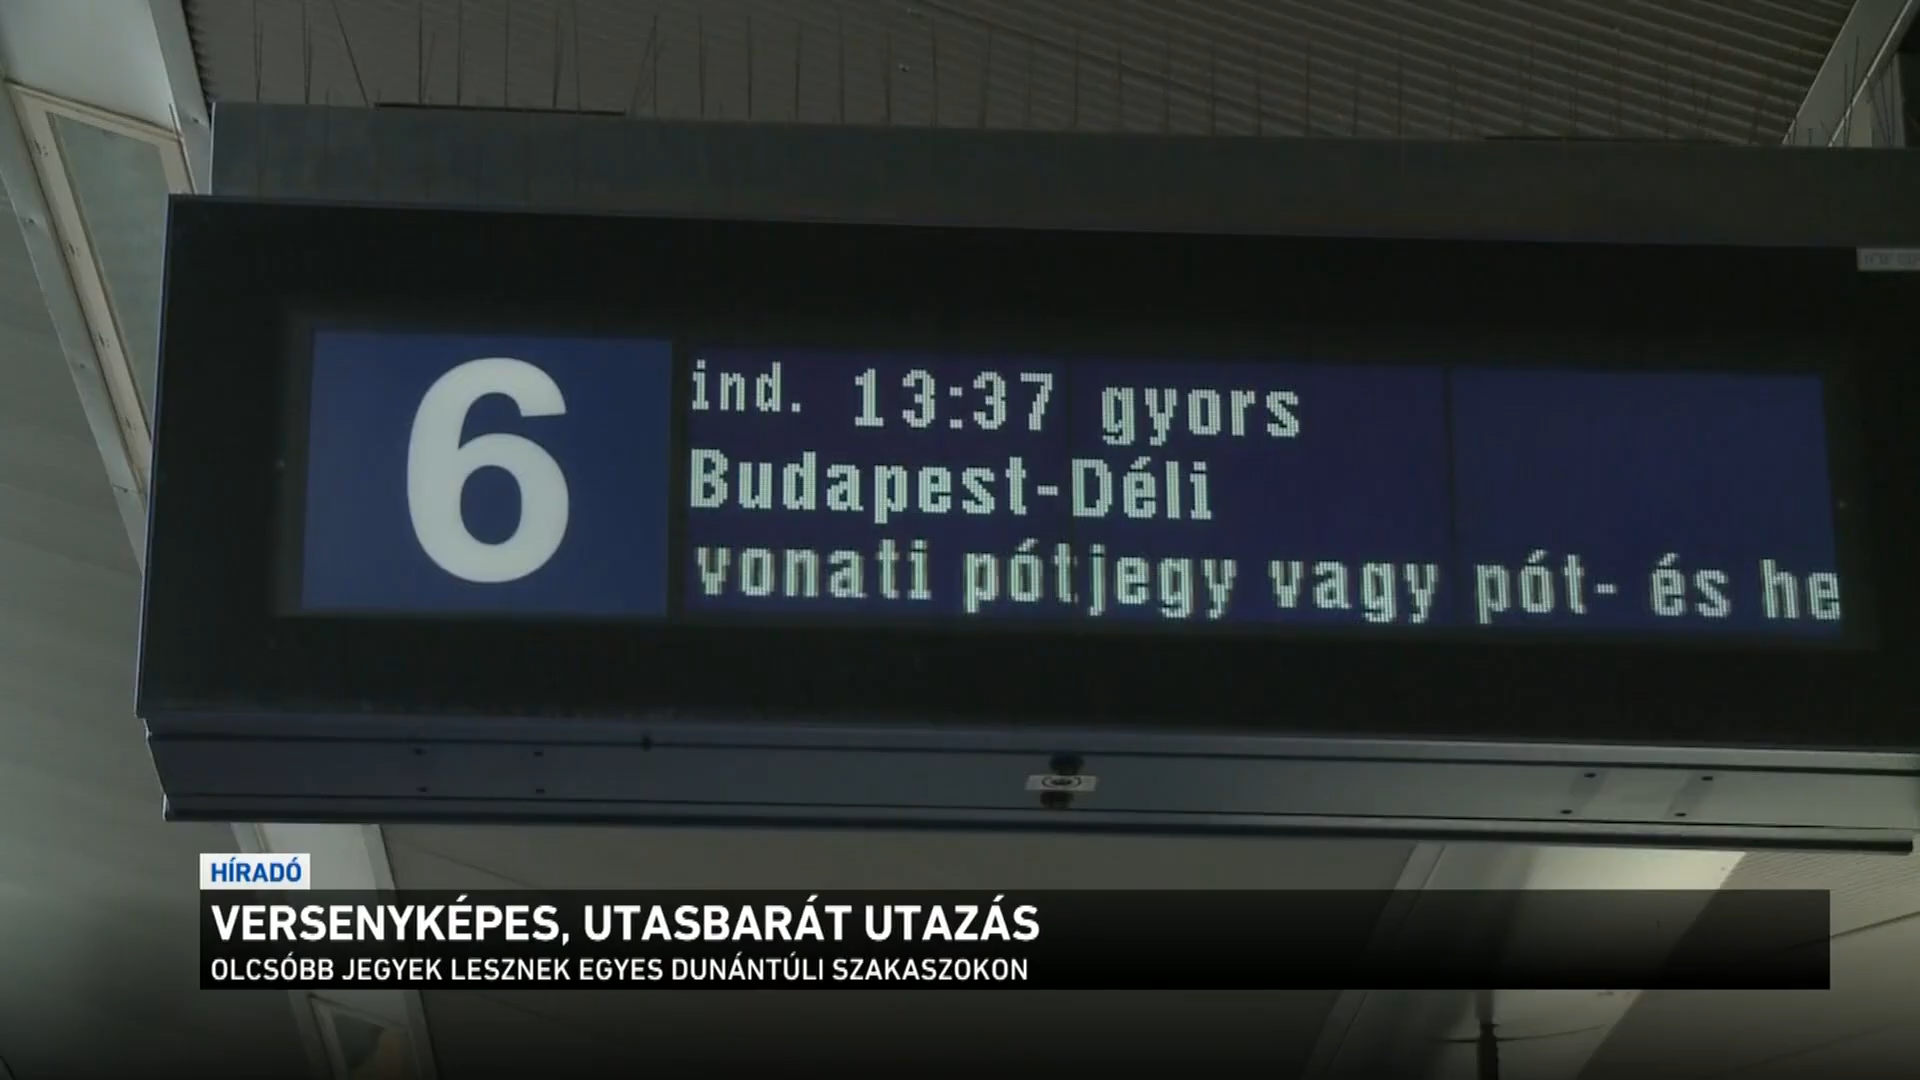 6
ind. 13:37 gyors
Budapest-Déli
vonati pótjegy vagy pót- és he
HÍRADÓ
VERSENYKÉPES, UTASBARÁT UTAZÁS
OLCSÓBB JEGYEK LESZNEK EGYES DUNÁNTÚLI SZAKASZOKON